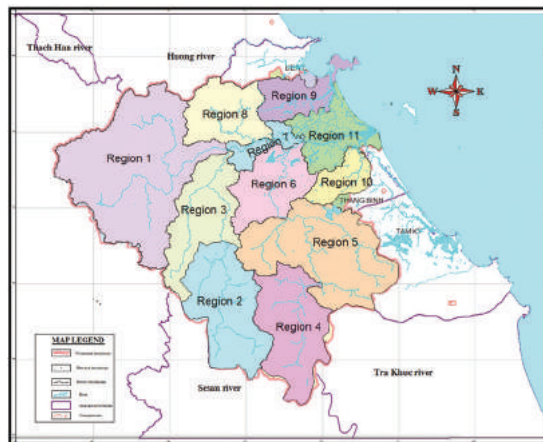 Thach Han river
Huong river
N
W K
S
Region 9
Region 8
Region 11
Region 7
Region 1
Region 6
Region 10
THANG BINH
Region 3
TAM KY
Region 5
Region 2
Region 4
MAP LEGEND
Sesan river
Tra Khuc river